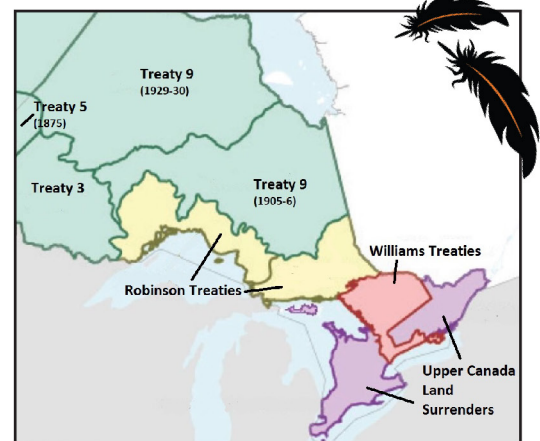 Treaty 9
(1929-30)
Treaty 5
(1875)
Treaty 3
Treaty 9
(1905-6)
Williams Treaties
Robinson Treaties
Upper Canada
Land
Surrenders